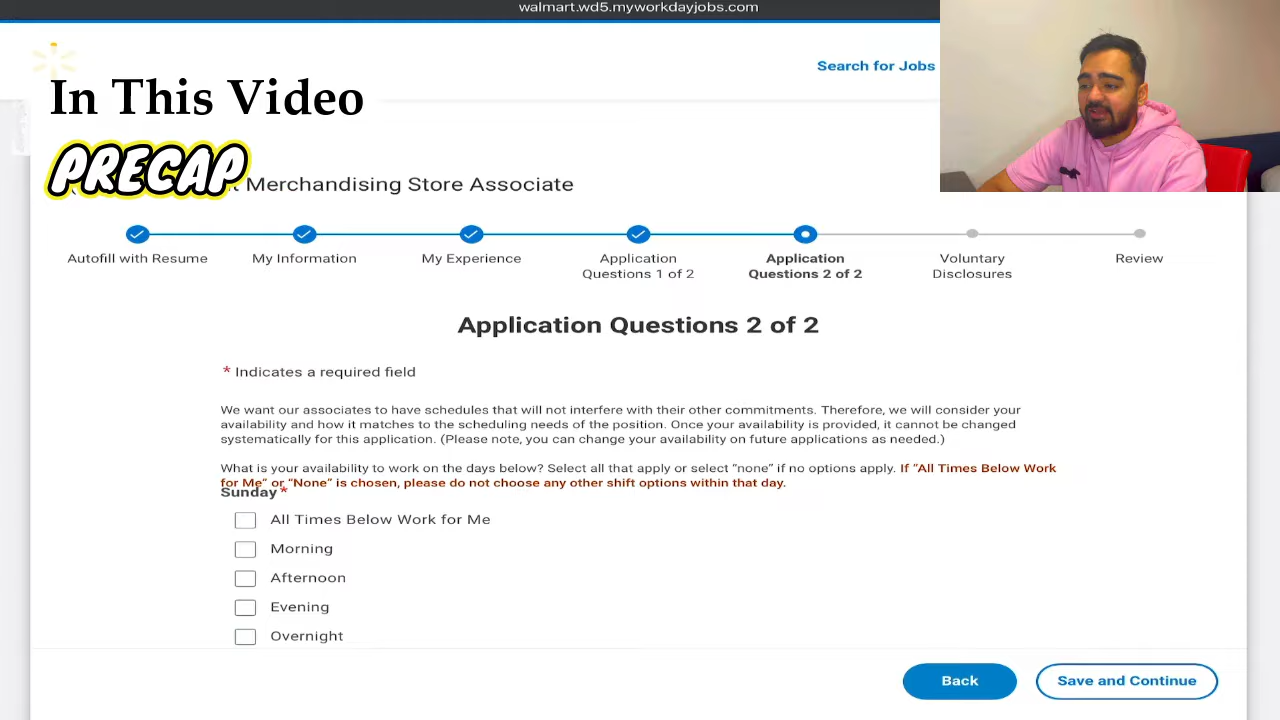 walmart.wd5.myworkdayjobs.com
Search for Jobs
In This Video
PRECAP
Merchandising Store Associate
Autofill with Resume
My Information
My Experience
Application
Questions 1 of 2
Application
Questions 2 of 2
Voluntary
Disclosures
Review
Application Questions 2 of 2
* Indicates a required field
We want our associates to have schedules that will not interfere with their other commitments. Therefore, we will consider your
availability and how it matches to the scheduling needs of the position. Once your availability is provided, it cannot be changed
systematically for this application. (Please note, you can change your availability on future applications as needed.)
What is your availability to work on the days below? Select all that apply or select "none" if no options apply. If "All Times Below Work
for Me" or "None" is chosen, please do not choose any other shift options within that day.
Sunday *
All Times Below Work for Me
Morning
Afternoon
Evening
Overnight
Back
Save and Continue